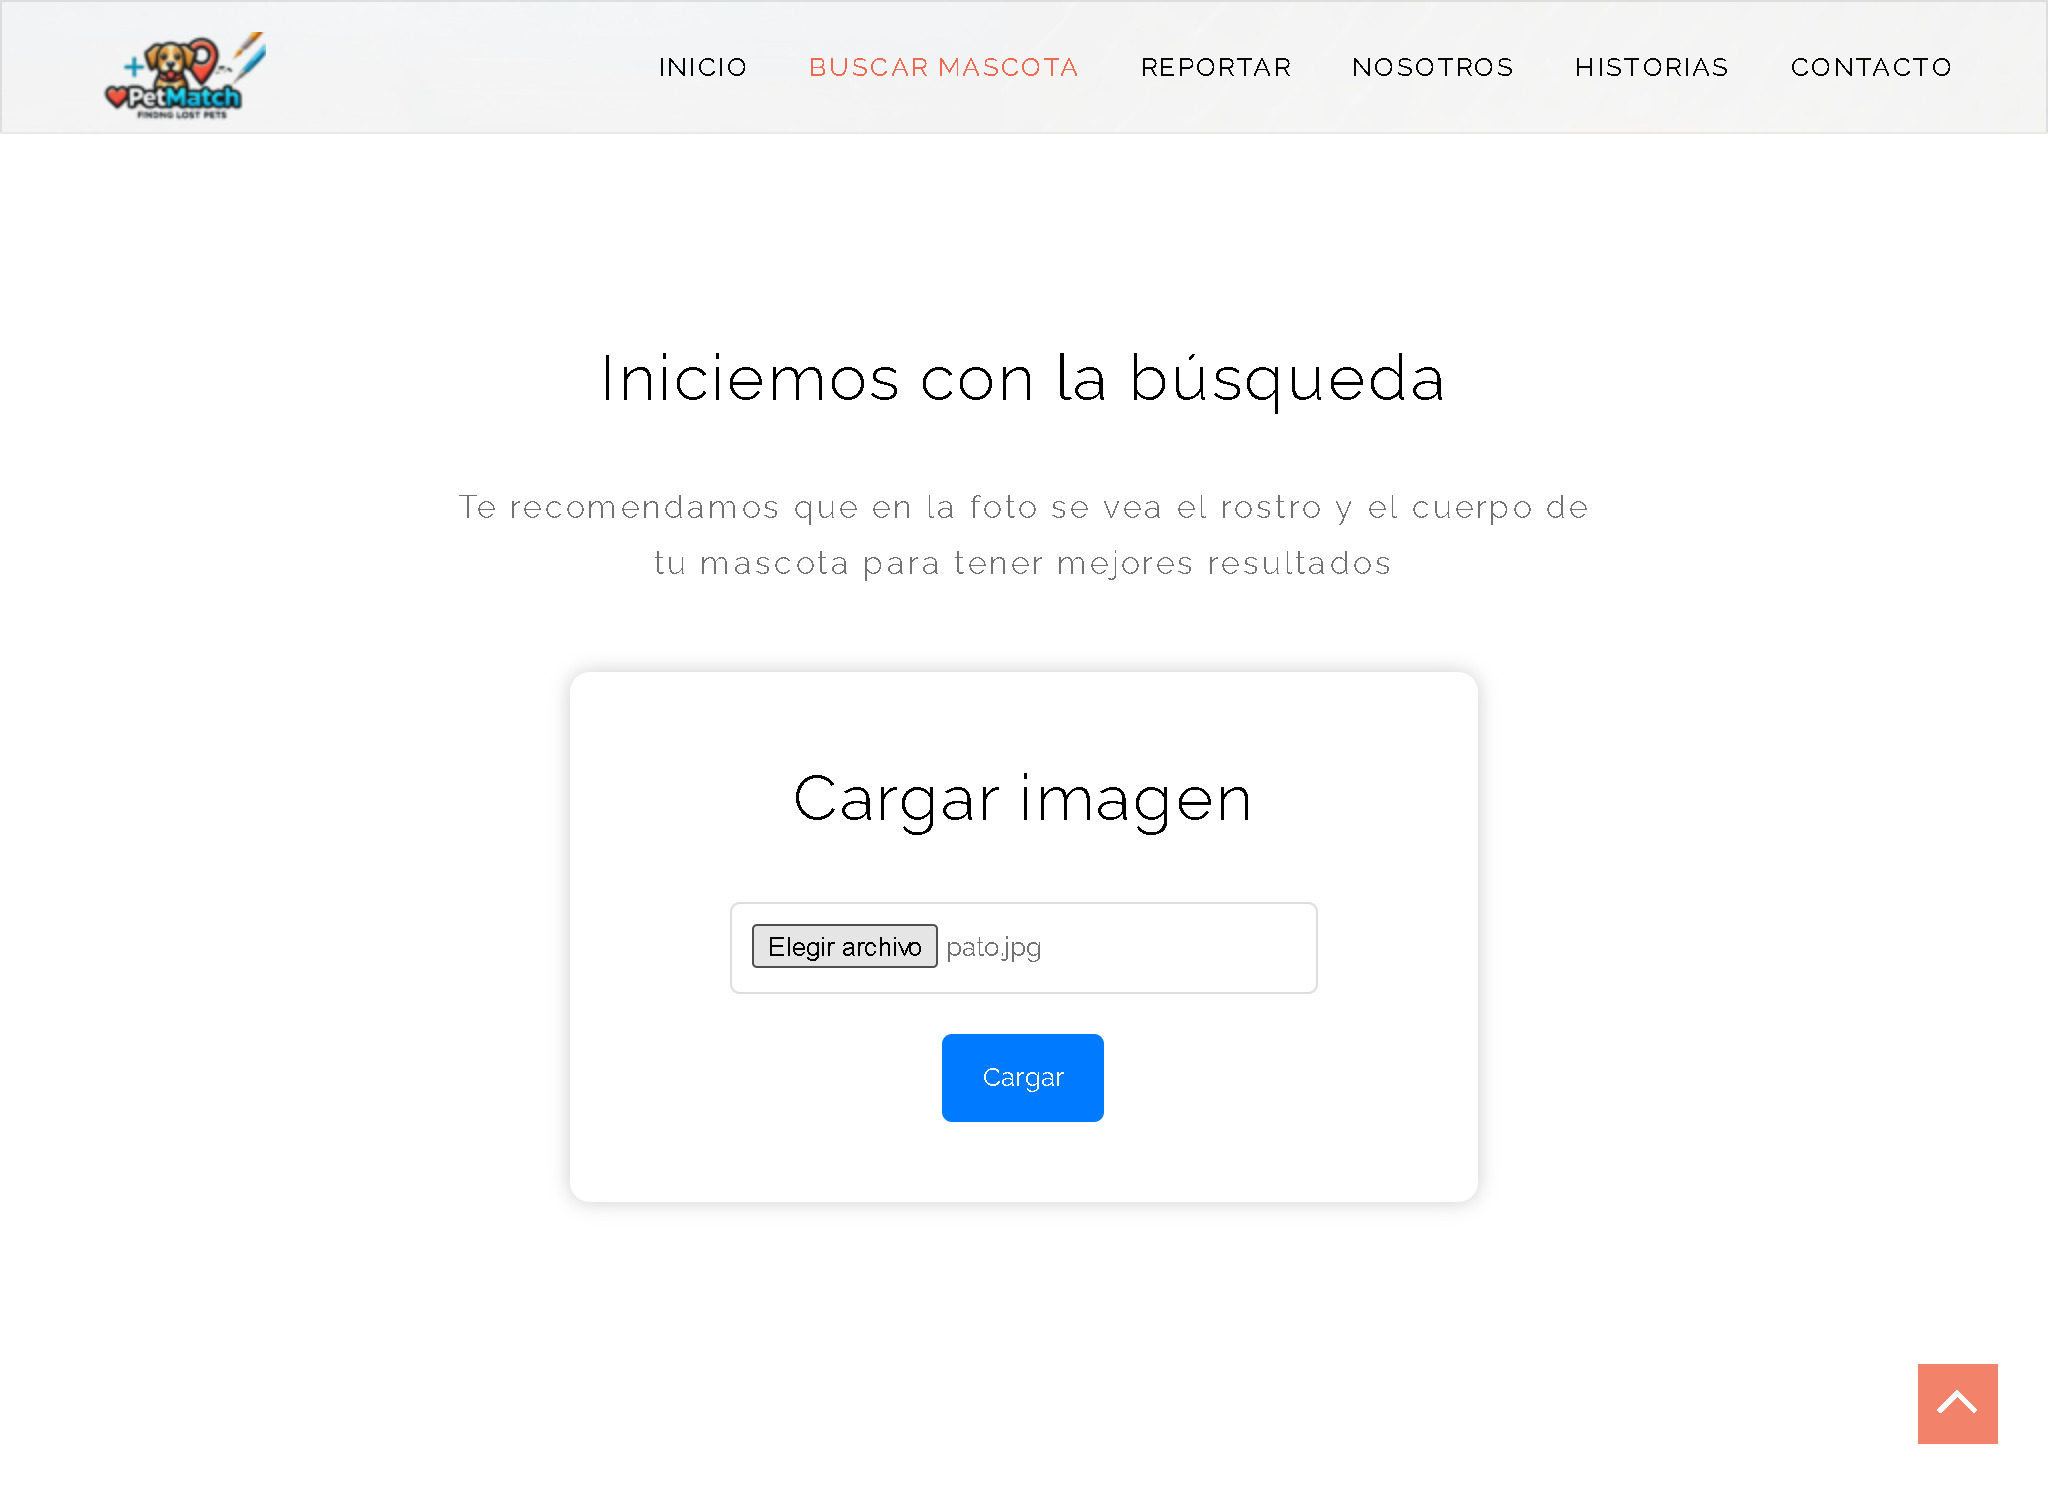 PetMatch
FINDNG LOST PETS
INICIO
BUSCAR MASCOTA
REPORTAR
NOSOTROS
HISTORIAS
CONTACTO
Iniciemos con la búsqueda
Te recomendamos que en la foto se vea el rostro y el cuerpo de
tu mascota para tener mejores resultados
Cargar imagen
Elegir archivo pato.jpg
Cargar